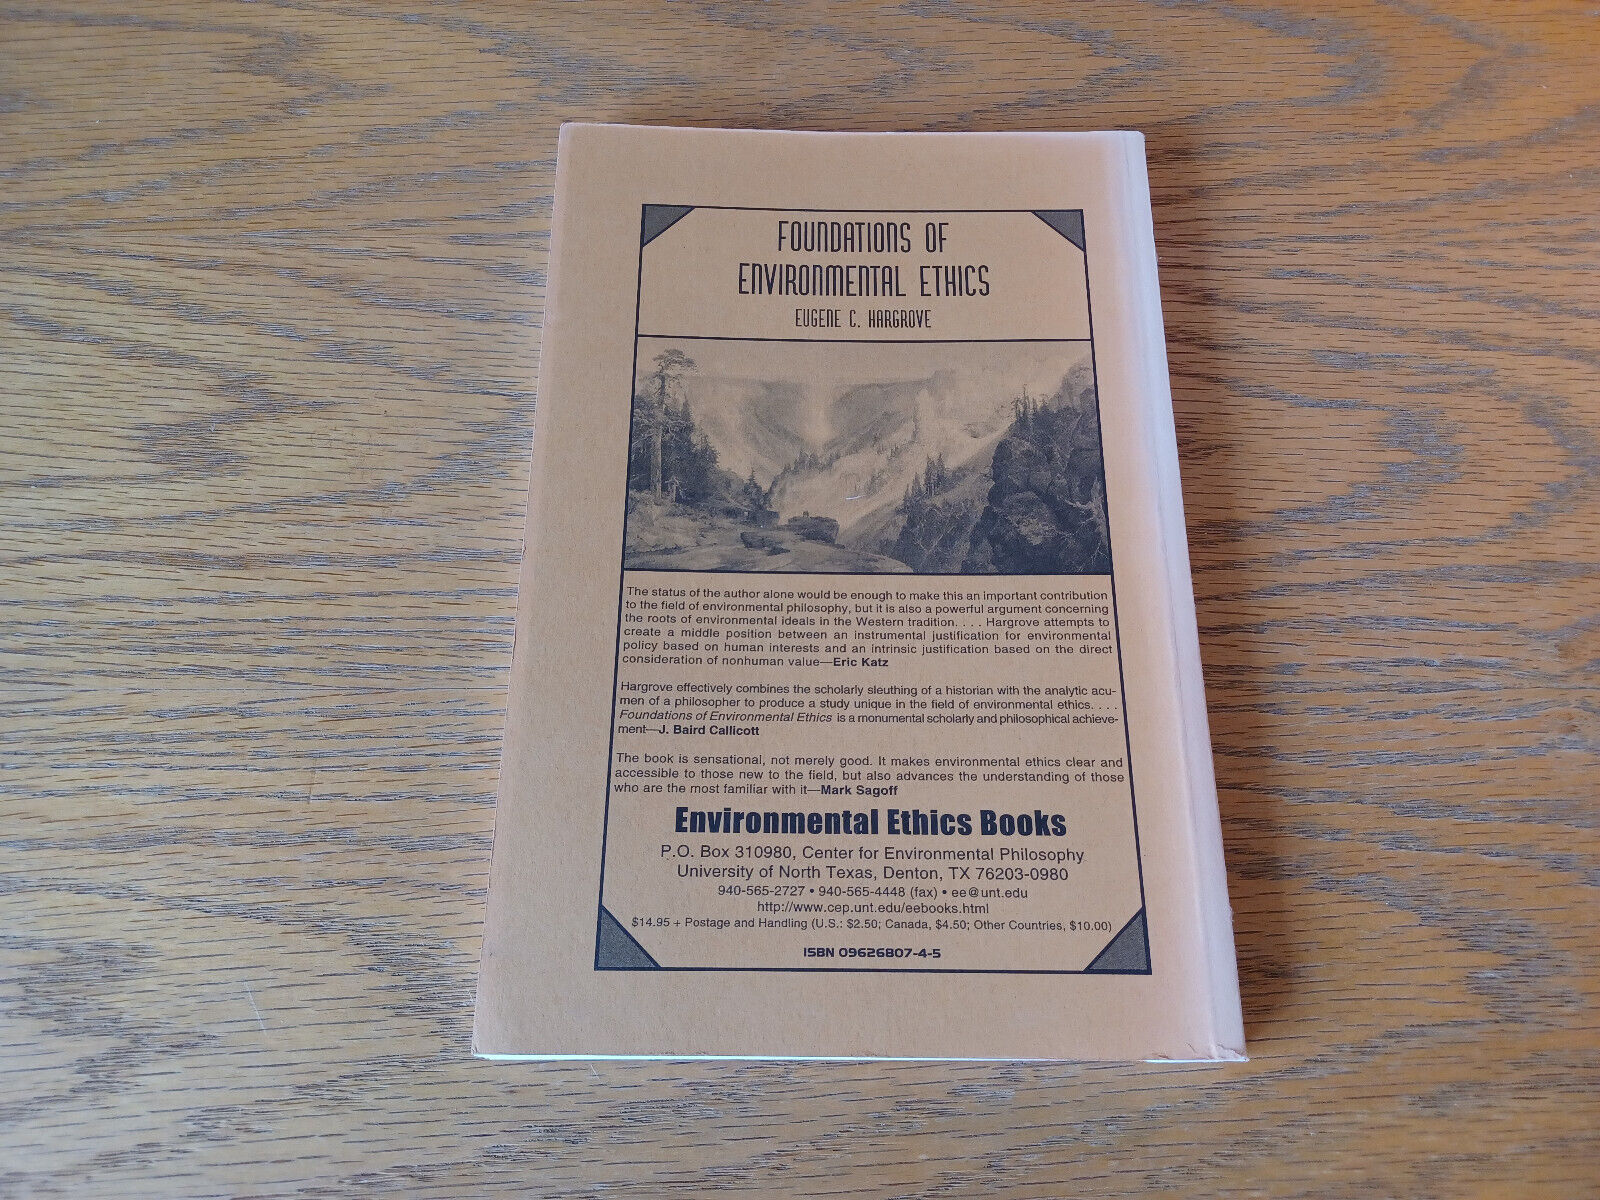 FOUNDATIONS OF
ENVIRONMENTAL ETHICS
EUGENE C. HARGROVE
The status of the author alone would be enough to make this an important contribution
to the field of environmental philosophy, but it is also a powerful argument concerning
the roots of environmental ideals in the Western tradition. . . . Hargrove attempts to
create a middle position between an instrumental justification for environmental
policy based on human interests and an intrinsic justification based on the direct
consideration of nonhuman value—Eric Katz
Hargrove effectively combines the scholarly sleuthing of a historian with the analytic acu-
men of a philosopher to produce a study unique in the field of environmental ethics. . . .
Foundations of Environmental Ethics is a monumental scholarly and philosophical achieve-
ment—J. Baird Callicott
The book is sensational, not merely good. It makes environmental ethics clear and
accessible to those new to the field, but also advances the understanding of those
who are the most familiar with it—Mark Sagoff
Environmental Ethics Books
P.O. Box 310980, Center for Environmental Philosophy
University of North Texas, Denton, TX 76203-0980
940-565-2727 • 940-565-4448 (fax) • ee@unt.edu
http://www.cep.unt.edu/eebooks.html
$14.95 + Postage and Handling (U.S.: $2.50; Canada, $4.50; Other Countries, $10.00)
ISBN 09626807-4-5